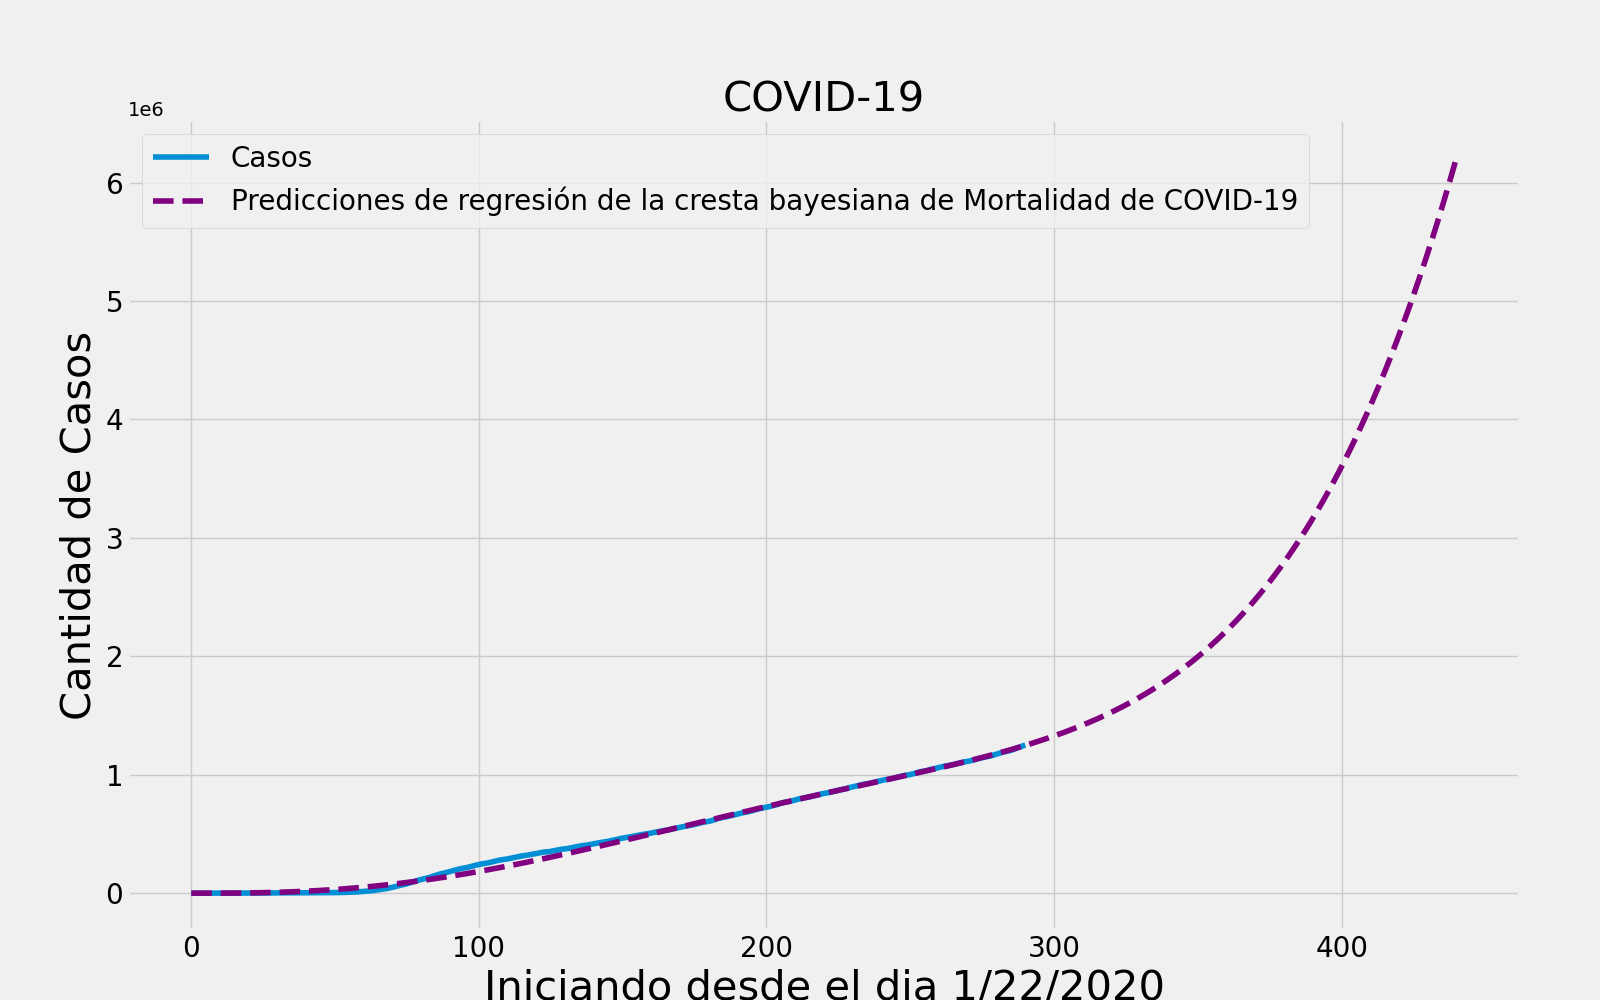 COVID-19
1e6
Casos
Predicciones de regresión de la cresta bayesiana de Mortalidad de COVID-19
6
5
4
3
2
1
0
Cantidad de Casos
0 100 200 300 400
Iniciando desde el dia 1/22/2020